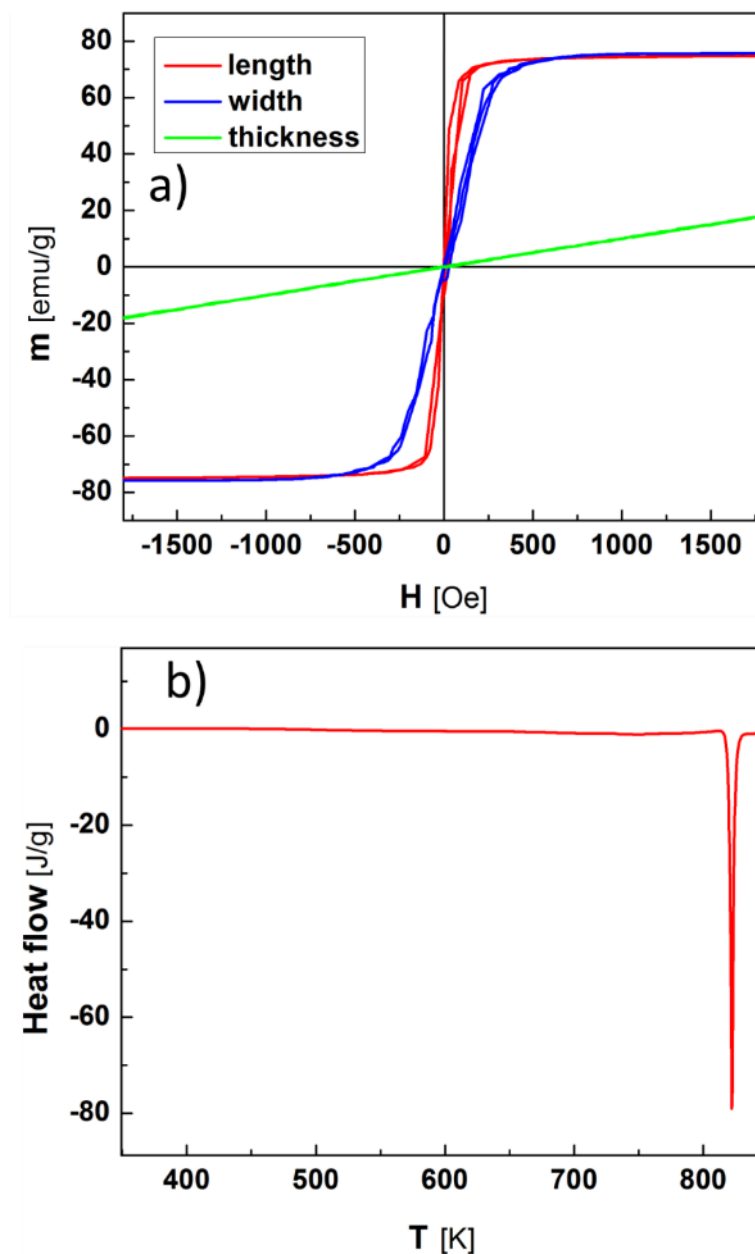 80
60
40
20
0
-20
-40
-60
-80
length
width
thickness
a)
m [emu/g]
-1500 -1000 -500 0 500 1000 1500
H [Oe]
b)
0
-20
-40
-60
-80
Heat flow [J/g]
400 500 600 700 800
T [K]